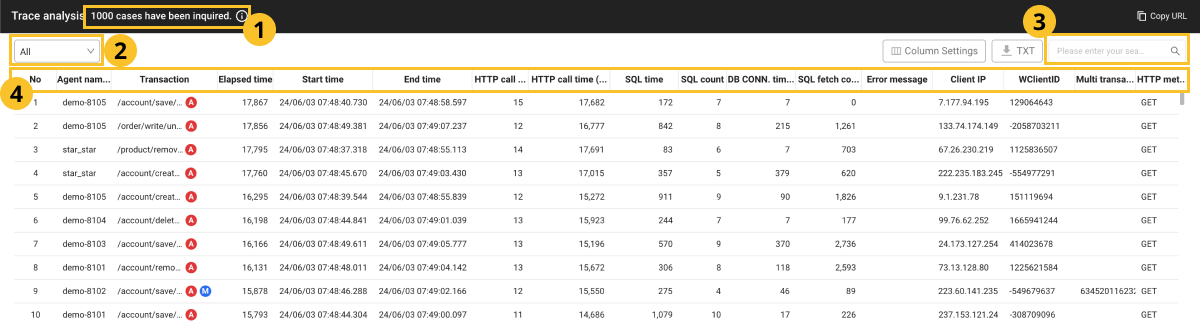 Trace analysis 1000 cases have been inquired. Copy URL
1 3
All 2 Column Settings TXT Please enter your sea...
4 No Agent nam... Transaction Elapsed time Start time End time HTTP call ... HTTP call time (... SQL time SQL count DB CONN. tim... SQL fetch co... Error message Client IP WClientID Multi transa... HTTP met...
1 demo-8105 /account/save/... A 17,867 24/06/03 07:48:40.730 24/06/03 07:48:58.597 15 17,682 172 7 7 0 7.177.94.195 129064643 GET
2 demo-8105 /order/write/un... A 17,856 24/06/03 07:48:49.381 24/06/03 07:49:07.237 12 16,777 842 8 215 1,261 133.74.174.149 -2058703211 GET
3 star_star /product/remov... A 17,795 24/06/03 07:48:37.318 24/06/03 07:48:55.113 14 17,691 83 6 7 703 67.26.230.219 1125836507 GET
4 star_star /account/creat... A 17,760 24/06/03 07:48:45.670 24/06/03 07:49:03.430 13 17,015 357 5 379 620 222.235.183.245 -554977291 GET
5 demo-8105 /account/creat... A 16,295 24/06/03 07:48:39.544 24/06/03 07:48:55.839 12 15,272 911 9 90 1,826 9.1.231.78 151119694 GET
6 demo-8104 /account/delet... A 16,198 24/06/03 07:48:44.841 24/06/03 07:49:01.039 13 15,923 244 7 7 177 99.76.62.252 1665941244 GET
7 demo-8103 /account/save/... A 16,166 24/06/03 07:48:49.611 24/06/03 07:49:05.777 13 15,196 570 9 370 2,736 24.173.127.254 414023678 GET
8 demo-8101 /account/remo... A 16,131 24/06/03 07:48:48.011 24/06/03 07:49:04.142 13 15,672 306 8 118 2,593 73.13.128.80 1225621584 GET
9 demo-8102 /account/save/... A M 15,878 24/06/03 07:48:46.288 24/06/03 07:49:02.166 12 15,550 275 4 46 89 223.60.141.235 -549679637 634520116232 GET
10 demo-8101 /account/save/... A 15,793 24/06/03 07:48:44.304 24/06/03 07:49:00.097 11 14,686 1,079 10 17 226 237.153.121.24 -308709096 GET